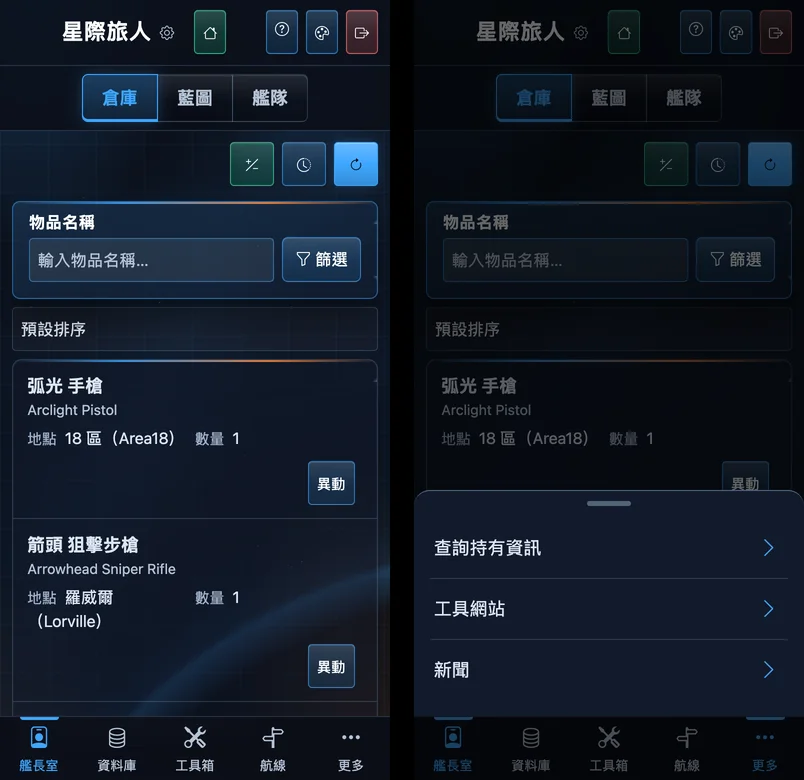 星際旅人
倉庫 藍圖 艦隊
物品名稱
輸入物品名稱...
篩選
預設排序
弧光 手槍
Arclight Pistol
地點 18 區（Area18） 數量 1
異動
箭頭 狙擊步槍
Arrowhead Sniper Rifle
地點 羅威爾 數量 1
（Lorville）
異動
艦長室 資料庫 工具箱 航線 更多
星際旅人
倉庫 藍圖 艦隊
物品名稱
輸入物品名稱...
篩選
預設排序
弧光 手槍
Arclight Pistol
地點 18 區（Area18） 數量 1
異動
查詢持有資訊
工具網站
新聞
艦長室 資料庫 工具箱 航線 更多